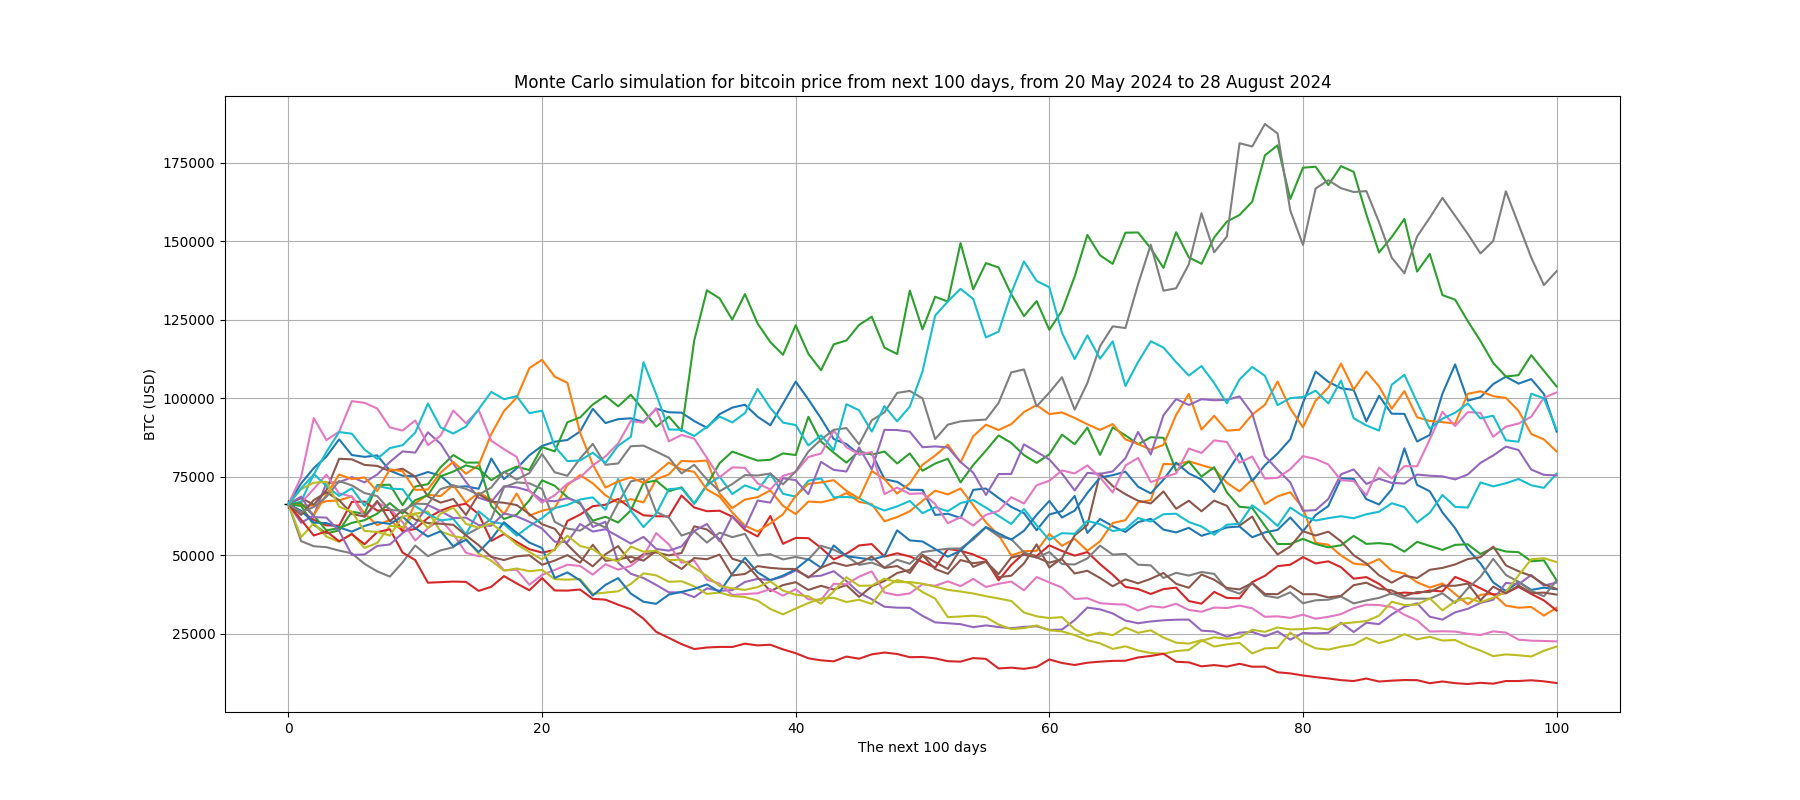 Monte Carlo simulation for bitcoin price from next 100 days, from 20 May 2024 to 28 August 2024
175000
150000
125000
100000
75000
50000
25000
BTC (USD)
0 20 40 60 80 100
The next 100 days